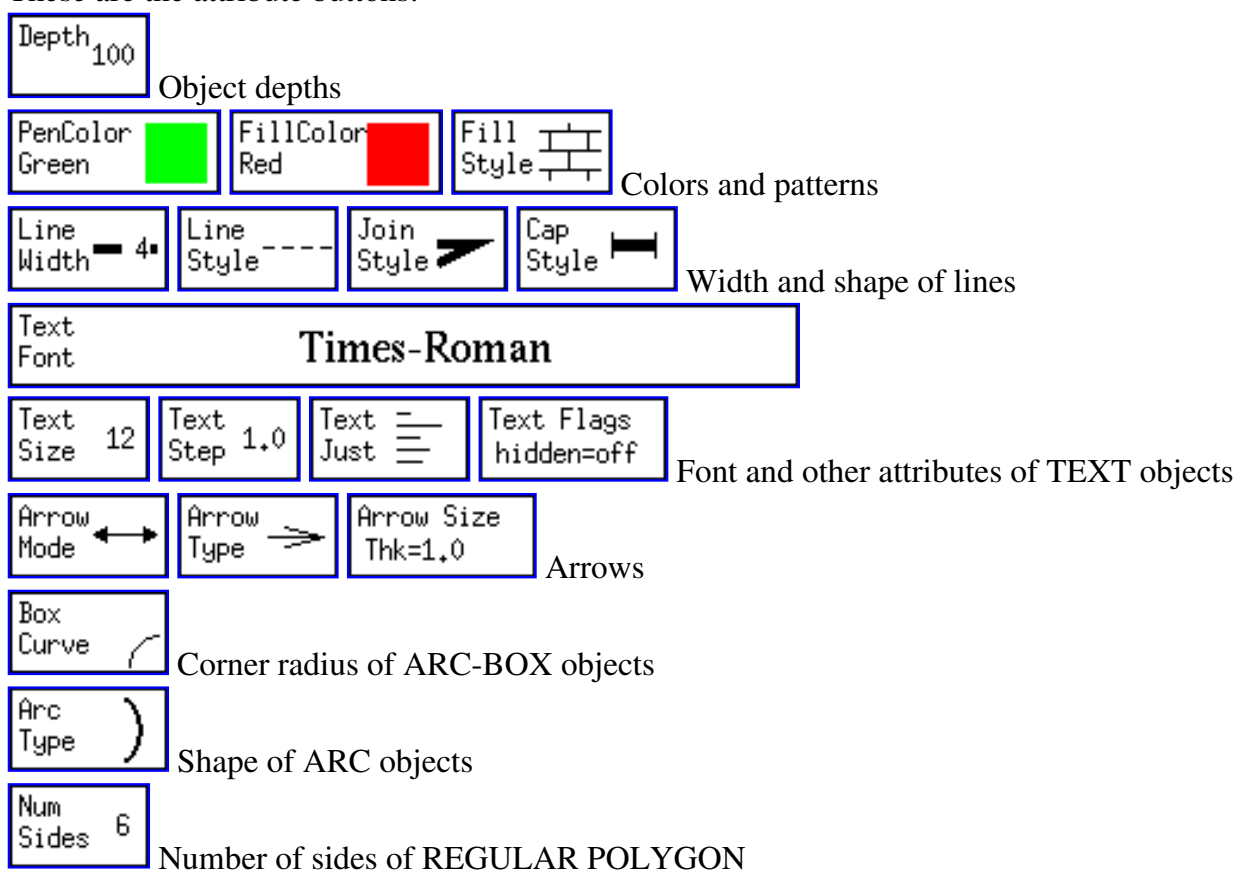 These are the attribute buttons.
Depth 100 Object depths
PenColor Green FillColor Red Fill Style Colors and patterns
Line Width 4 Line Style Join Style Cap Style Width and shape of lines
Text Font Times-Roman
Text Size 12 Text Step 1.0 Text Just Text Flags hidden=off Font and other attributes of TEXT objects
Arrow Mode Arrow Type Arrow Size Thk=1.0 Arrows
Box Curve Corner radius of ARC-BOX objects
Arc Type Shape of ARC objects
Num Sides 6 Number of sides of REGULAR POLYGON